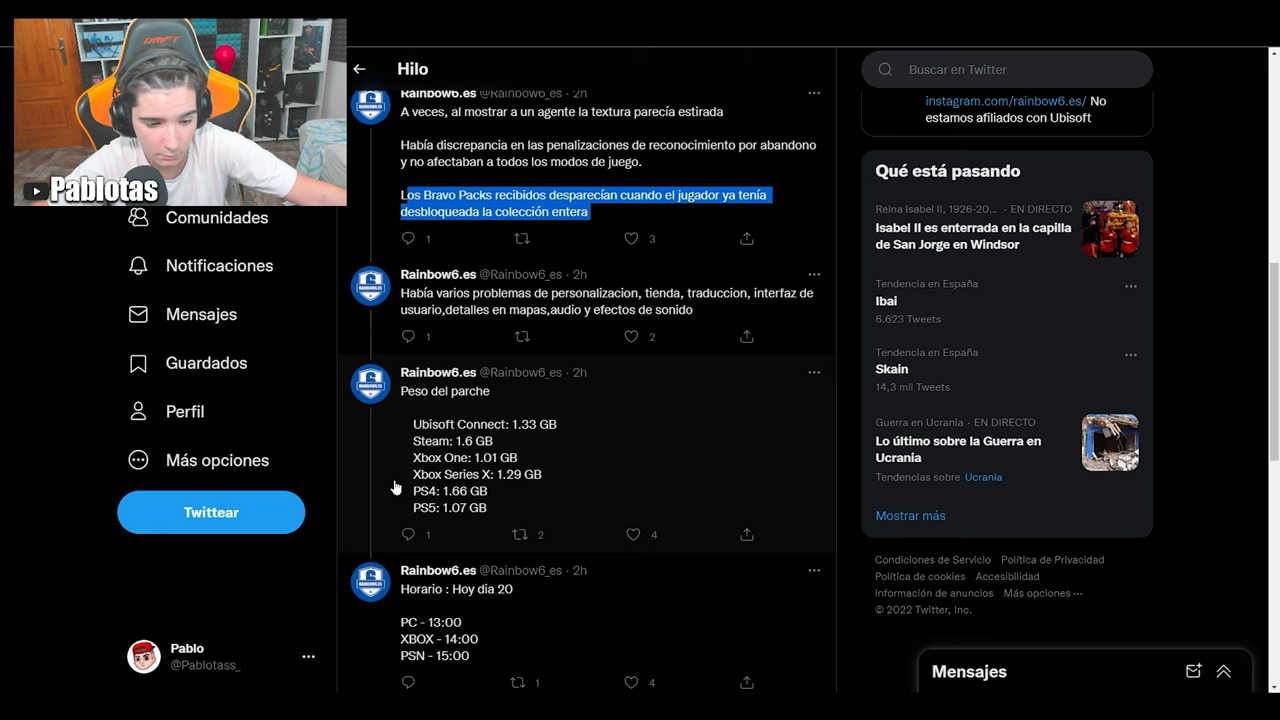 Pablotas
Comunidades
Notificaciones
Mensajes
Guardados
Perfil
Más opciones
Twittear
Pablo
@Pablotass_
Hilo
Rainbow6.es @Rainbow6_es · 2h
A veces, al mostrar a un agente la textura parecía estirada
Había discrepancia en las penalizaciones de reconocimiento por abandono
y no afectaban a todos los modos de juego.
Los Bravo Packs recibidos desparecían cuando el jugador ya tenía
desbloqueada la colección entera
1
3
Rainbow6.es @Rainbow6_es · 2h
Había varios problemas de personalizacion, tienda, traduccion, interfaz de
usuario,detalles en mapas,audio y efectos de sonido
1
2
Rainbow6.es @Rainbow6_es · 2h
Peso del parche
Ubisoft Connect: 1.33 GB
Steam: 1.6 GB
Xbox One: 1.01 GB
Xbox Series X: 1.29 GB
PS4: 1.66 GB
PS5: 1.07 GB
1
2
4
Rainbow6.es @Rainbow6_es · 2h
Horario : Hoy dia 20
PC - 13:00
XBOX - 14:00
PSN - 15:00
1
4
Buscar en Twitter
instagram.com/rainbow6.es/ No
estamos afiliados con Ubisoft
Qué está pasando
Reina Isabel II, 1926-20... · EN DIRECTO
Isabel II es enterrada en la capilla
de San Jorge en Windsor
Tendencia en España
Ibai
6.623 Tweets
Tendencia en España
Skain
14,3 mil Tweets
Guerra en Ucrania · EN DIRECTO
Lo último sobre la Guerra en
Ucrania
Tendencias sobre Ucrania
Mostrar más
Condiciones de Servicio Política de Privacidad
Política de cookies Accesibilidad
Información de anuncios Más opciones ···
© 2022 Twitter, Inc.
Mensajes